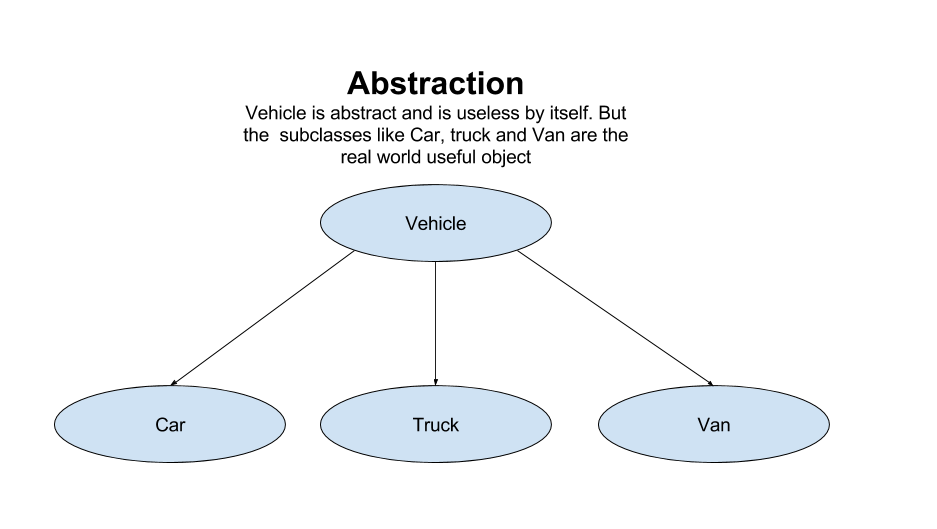 Abstraction
Vehicle is abstract and is useless by itself. But
the  subclasses like Car, truck and Van are the
real world useful object
Vehicle
Car
Truck
Van